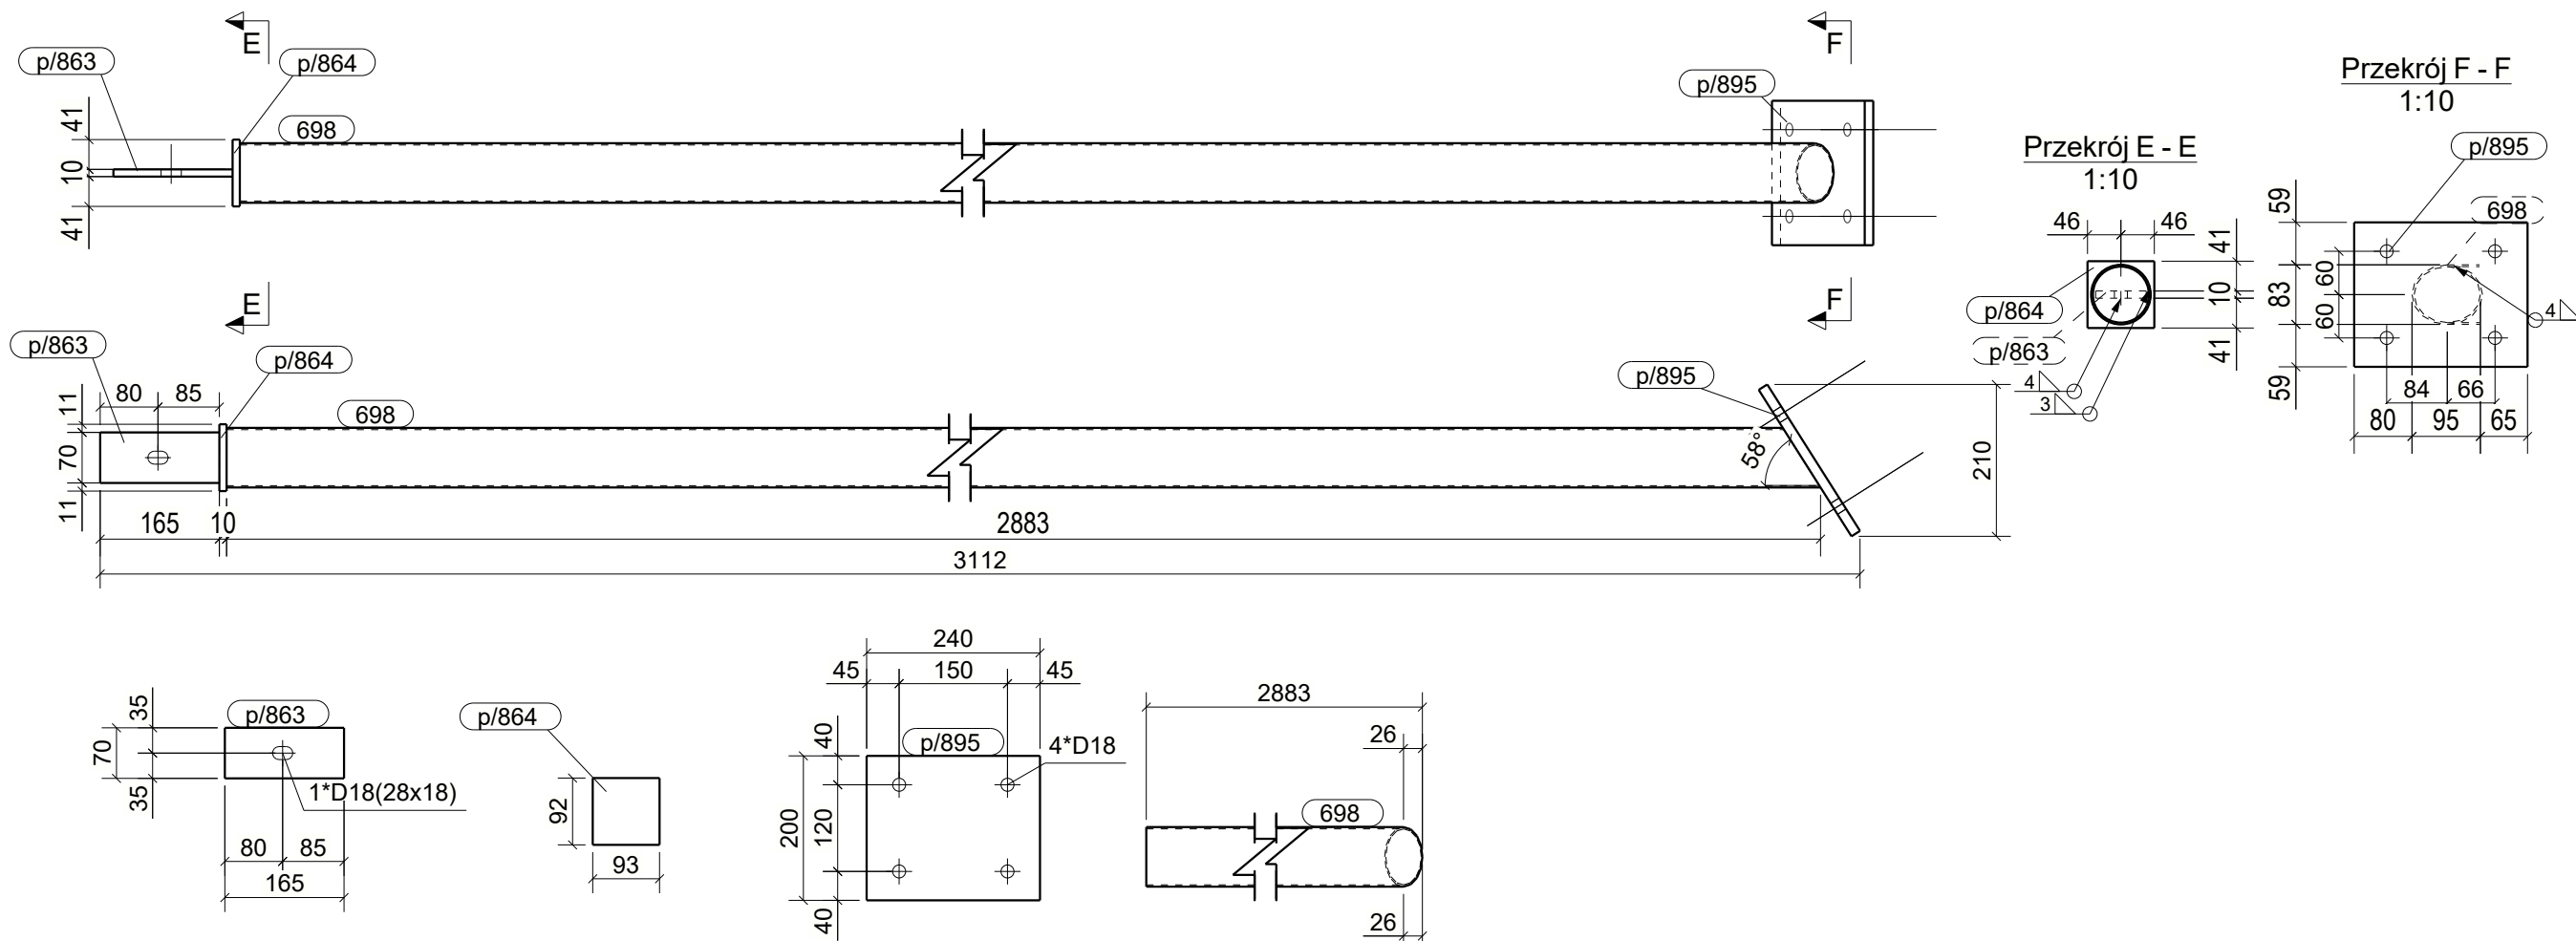 E
F
p/863
p/864
698
p/895
41
10
41
Przekrój F - F
1:10
p/895
698
59
83
59
60
60
4
84
66
80
95
65
Przekrój E - E
1:10
46
46
41
10
41
p/864
p/863
4
3
E
F
p/863
p/864
698
p/895
80
85
11
70
11
58°
210
165
10
2883
3112
p/863
35
70
35
1*D18(28x18)
80
85
165
p/864
92
93
240
45
150
45
p/895
4*D18
40
200
120
40
2883
26
698
26